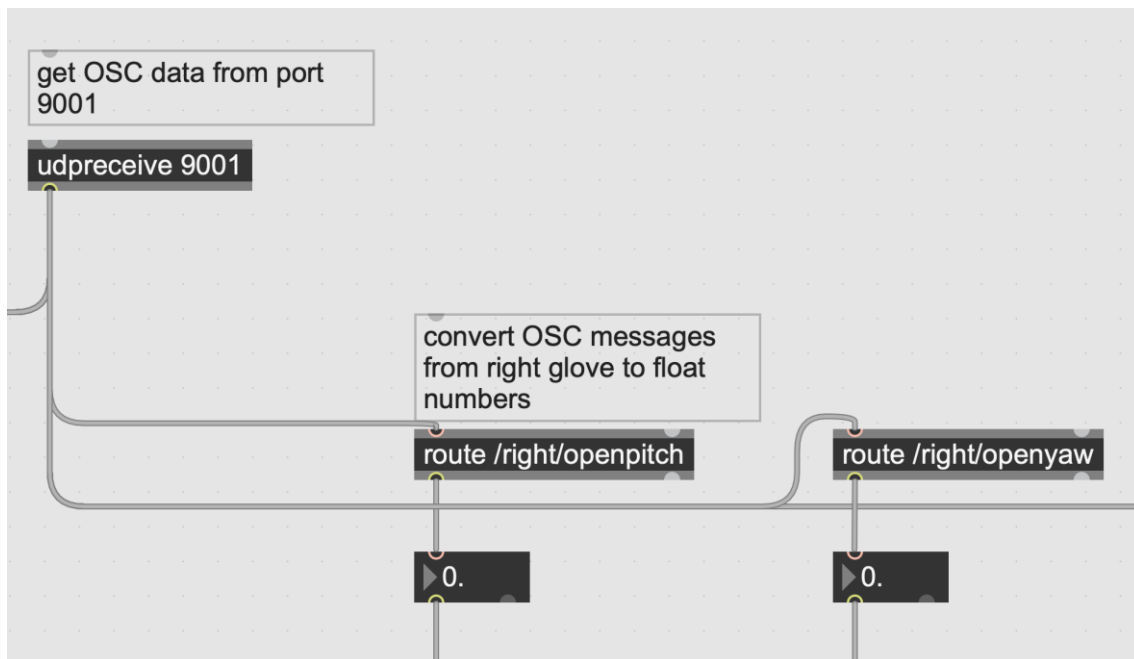 get OSC data from port
9001
udpreceive 9001
convert OSC messages
from right glove to float
numbers
route /right/openpitch
route /right/openyaw
0.
0.